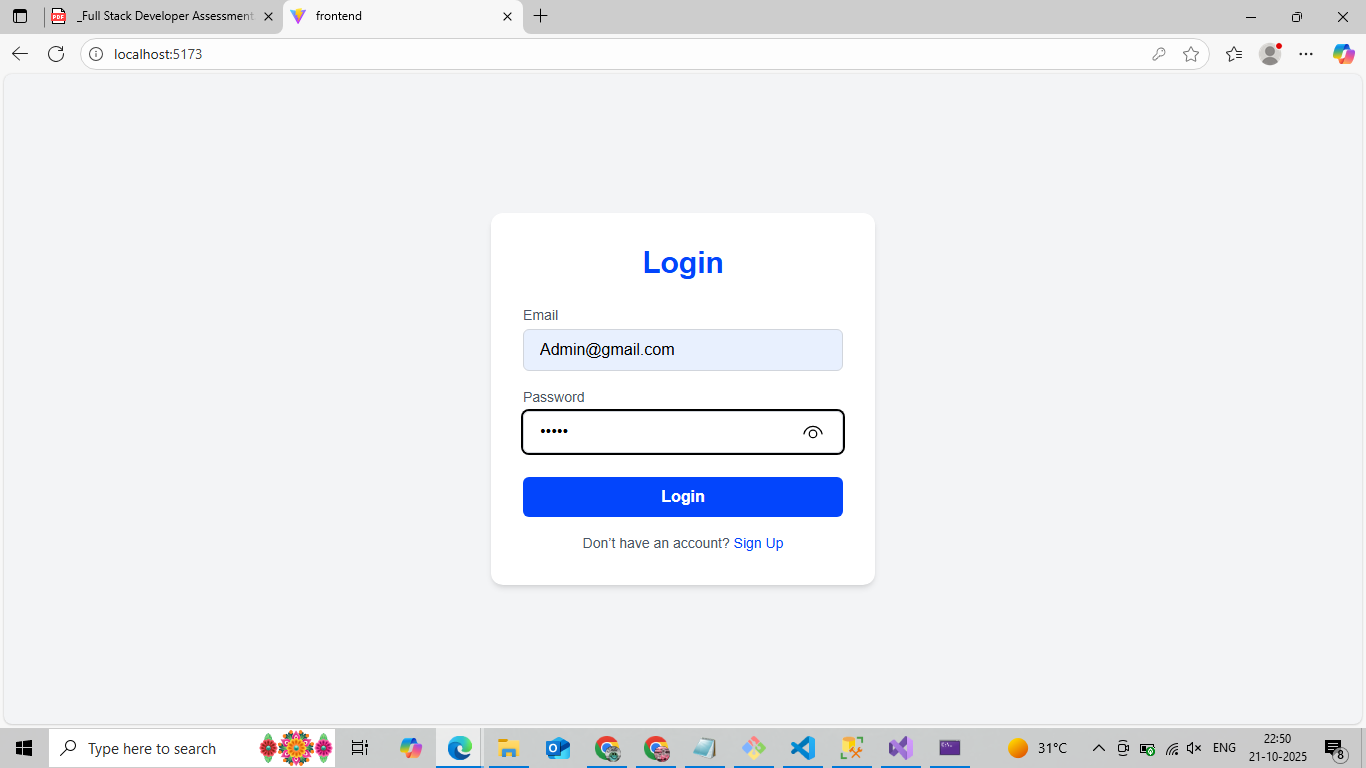 _Full Stack Developer Assessment
frontend
localhost:5173
Login
Email
Admin@gmail.com
Password
•••••
Login
Don’t have an account? Sign Up
Type here to search
31°C
ENG
22:50
21-10-2025
8